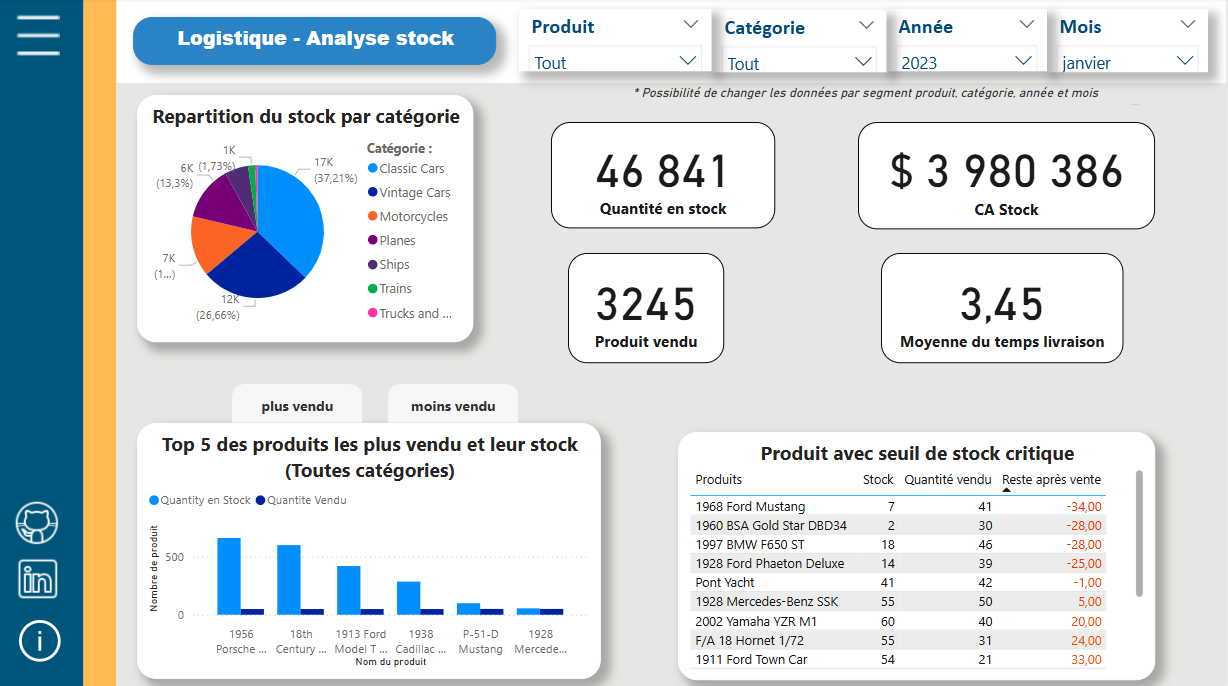 Logistique - Analyse stock
Produit
Tout
Catégorie
Tout
Année
2023
Mois
janvier
* Possibilité de changer les données par segment produit, catégorie, année et mois
Repartition du stock par catégorie
1K
(1,73%)
6K
(13,3%)
7K
(1...)
12K
(26,66%)
17K
(37,21%)
Catégorie :
Classic Cars
Vintage Cars
Motorcycles
Planes
Ships
Trains
Trucks and ...
46 841
Quantité en stock
$ 3 980 386
CA Stock
3245
Produit vendu
3,45
Moyenne du temps livraison
plus vendu
moins vendu
Top 5 des produits les plus vendu et leur stock
(Toutes catégories)
Quantity en Stock Quantite Vendu
Nombre de produit
500
0
1956
Porsche ...
18th
Century ...
1913 Ford
Model T ...
1938
Cadillac ...
P-51-D
Mustang
1928
Mercede...
Nom du produit
Produit avec seuil de stock critique
Produits Stock Quantité vendu Reste après vente
1968 Ford Mustang 7 41 -34,00
1960 BSA Gold Star DBD34 2 30 -28,00
1997 BMW F650 ST 18 46 -28,00
1928 Ford Phaeton Deluxe 14 39 -25,00
Pont Yacht 41 42 -1,00
1928 Mercedes-Benz SSK 55 50 5,00
2002 Yamaha YZR M1 60 40 20,00
F/A 18 Hornet 1/72 55 31 24,00
1911 Ford Town Car 54 21 33,00
in
i